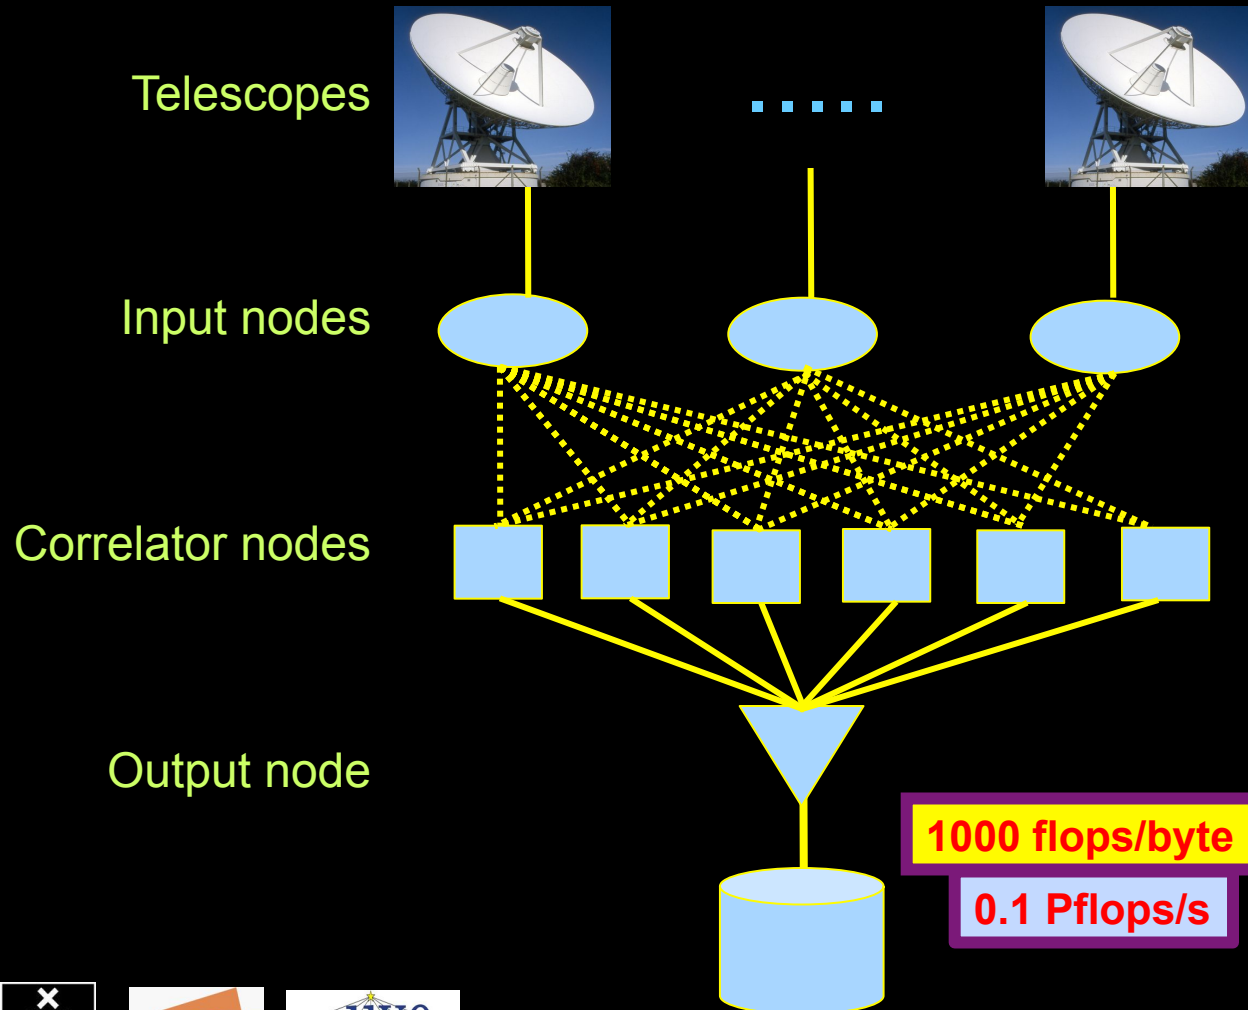 Telescopes
Input nodes
Correlator nodes
Output node
1000 flops/byte
0.1 Pflops/s